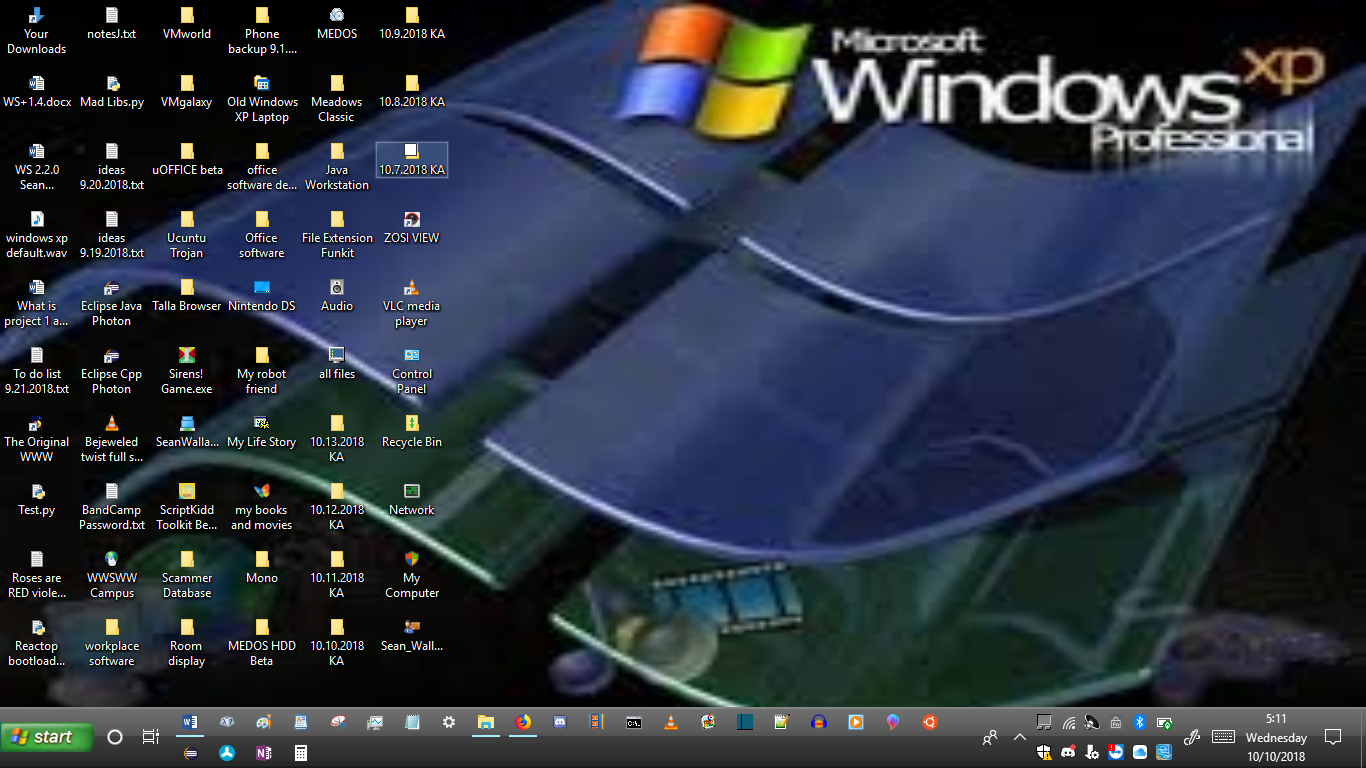 Your
Downloads
notesJ.txt
VMworld
Phone
backup 9.1....
MEDOS
10.9.2018 KA
WS+1.4.docx
Mad Libs.py
VMgalaxy
Old Windows
XP Laptop
Meadows
Classic
10.8.2018 KA
WS 2.2.0
Sean...
ideas
9.20.2018.txt
uOFFICE beta
office
software de...
Java
Workstation
10.7.2018 KA
windows xp
default.wav
ideas
9.19.2018.txt
Ucuntu
Trojan
Office
software
File Extension
Funkit
ZOSI VIEW
What is
project 1 a...
Eclipse Java
Photon
Talla Browser
Nintendo DS
Audio
VLC media
player
To do list
9.21.2018.txt
Eclipse Cpp
Photon
Sirens!
Game.exe
My robot
friend
all files
Control
Panel
The Original
WWW
Bejeweled
twist full s...
SeanWalla...
My Life Story
10.13.2018
KA
Recycle Bin
Test.py
BandCamp
Password.txt
ScriptKidd
Toolkit Be...
my books
and movies
10.12.2018
KA
Network
Roses are
RED viole...
WWSWW
Campus
Scammer
Database
Mono
10.11.2018
KA
My
Computer
Reactop
bootload...
workplace
software
Room
display
MEDOS HDD
Beta
10.10.2018
KA
Sean_Wall...
Microsoft
Windows xp
Professional
start
5:11
Wednesday
10/10/2018